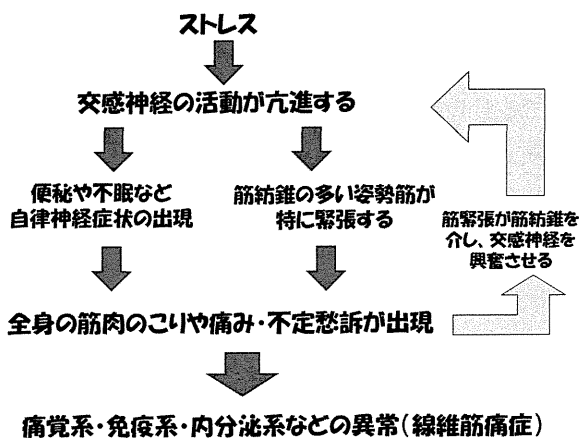 ストレス
交感神経の活動が亢進する
便秘や不眠など
自律神経症状の出現
筋紡錐の多い姿勢筋が
特に緊張する
筋緊張が筋紡錐を
介し、交感神経を
興奮させる
全身の筋肉のこりや痛み・不定愁訴が出現
痛覚系・免疫系・内分泌系などの異常(線維筋痛症)